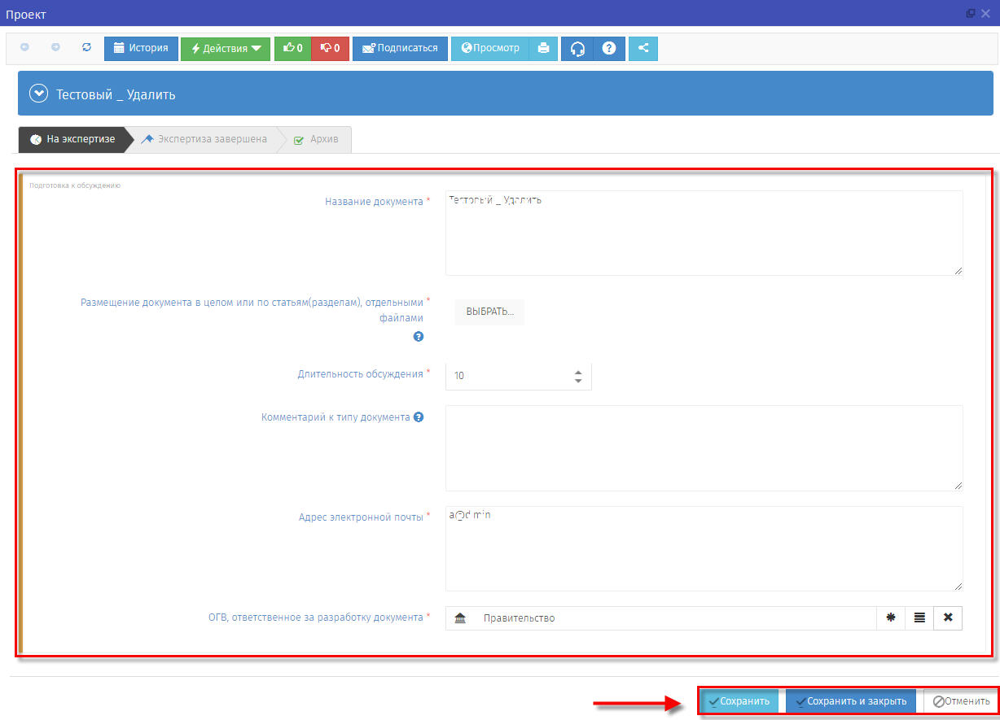 Проект
История
Действия
0
0
Подписаться
Просмотр
Тестовый _ Удалить
На экспертизе
Экспертиза завершена
Архив
Подготовка к обсуждению
Название документа *
Тестовый _ Удалить
Размещение документа в целом или по статьям(разделам), отдельными *
файлами
ВЫБРАТЬ...
Длительность обсуждения *
10
Комментарий к типу документа
Адрес электронной почты *
a@dmin
ОГВ, ответственное за разработку документа *
Правительство
Сохранить
Сохранить и закрыть
Отменить